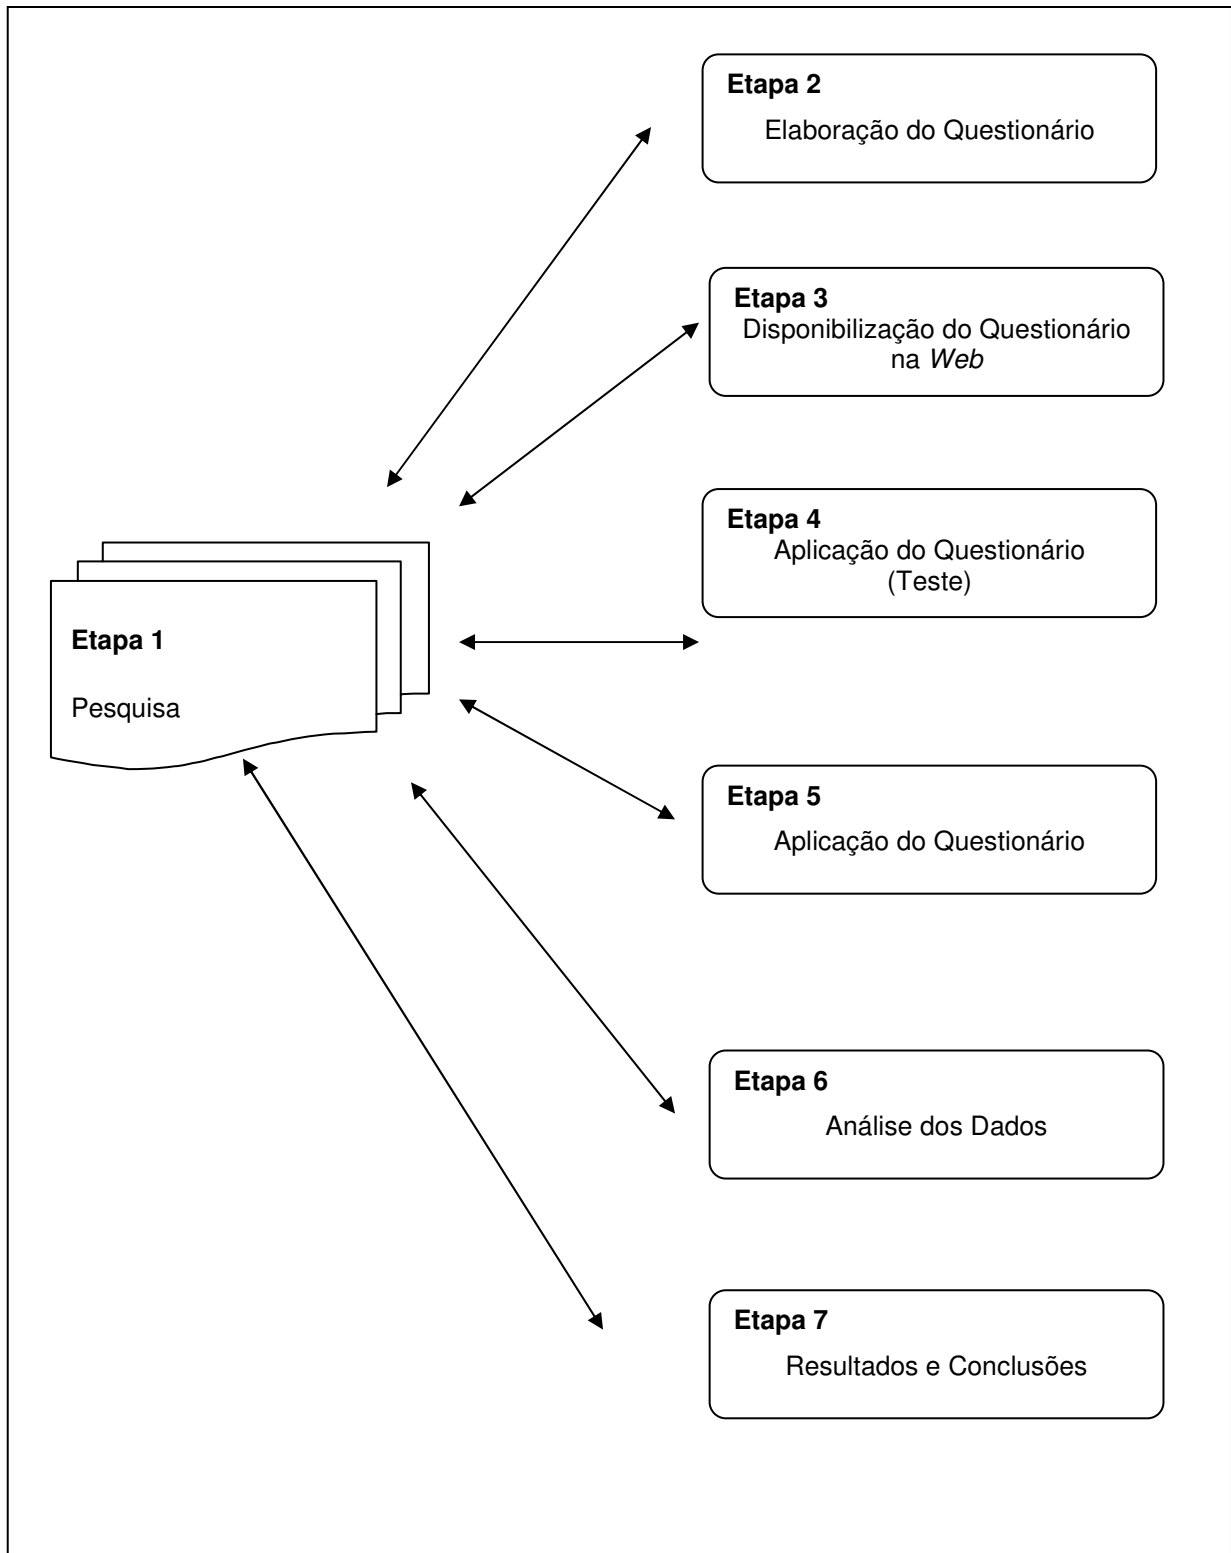 Etapa 2
Elaboração do Questionário
Etapa 3
Disponibilização do Questionário
na Web
Etapa 4
Aplicação do Questionário
(Teste)
Etapa 1
Pesquisa
Etapa 5
Aplicação do Questionário
Etapa 6
Análise dos Dados
Etapa 7
Resultados e Conclusões